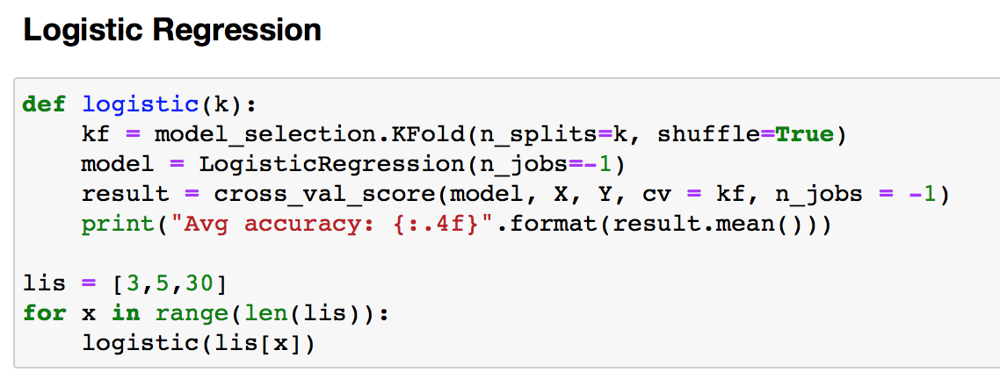 Logistic Regression
def logistic(k):
    kf = model_selection.KFold(n_splits=k, shuffle=True)
    model = LogisticRegression(n_jobs=-1)
    result = cross_val_score(model, X, Y, cv = kf, n_jobs = -1)
    print("Avg accuracy: {:.4f}".format(result.mean()))
lis = [3,5,30]
for x in range(len(lis)):
    logistic(lis[x])